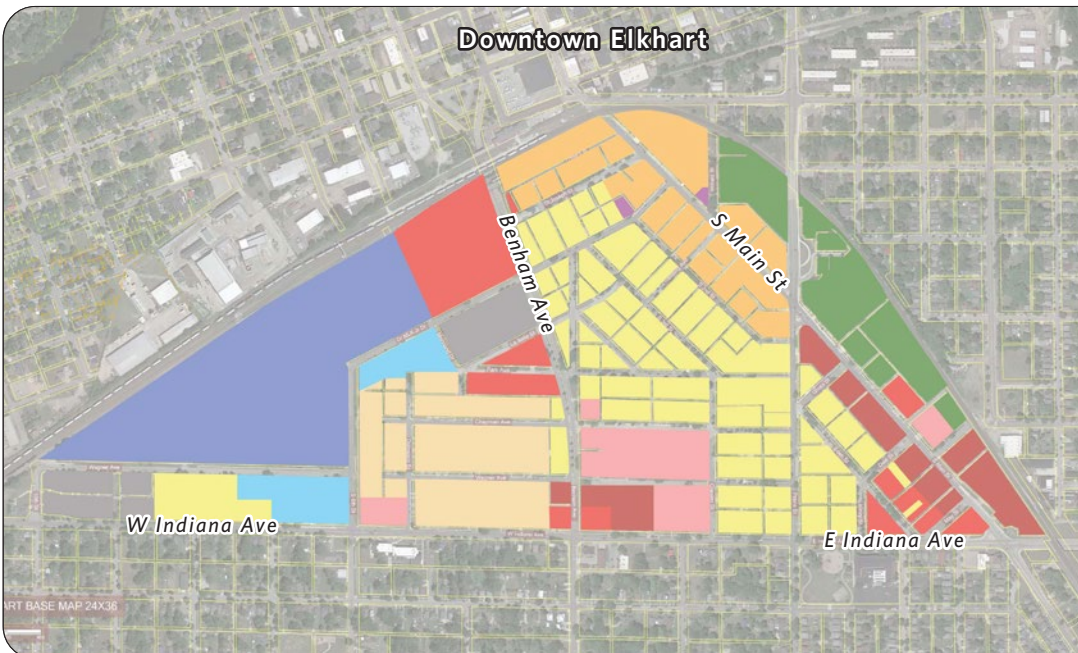 Downtown Elkhart
Benham Ave
S Main St
W Indiana Ave
E Indiana Ave
ART BASE MAP 24X36